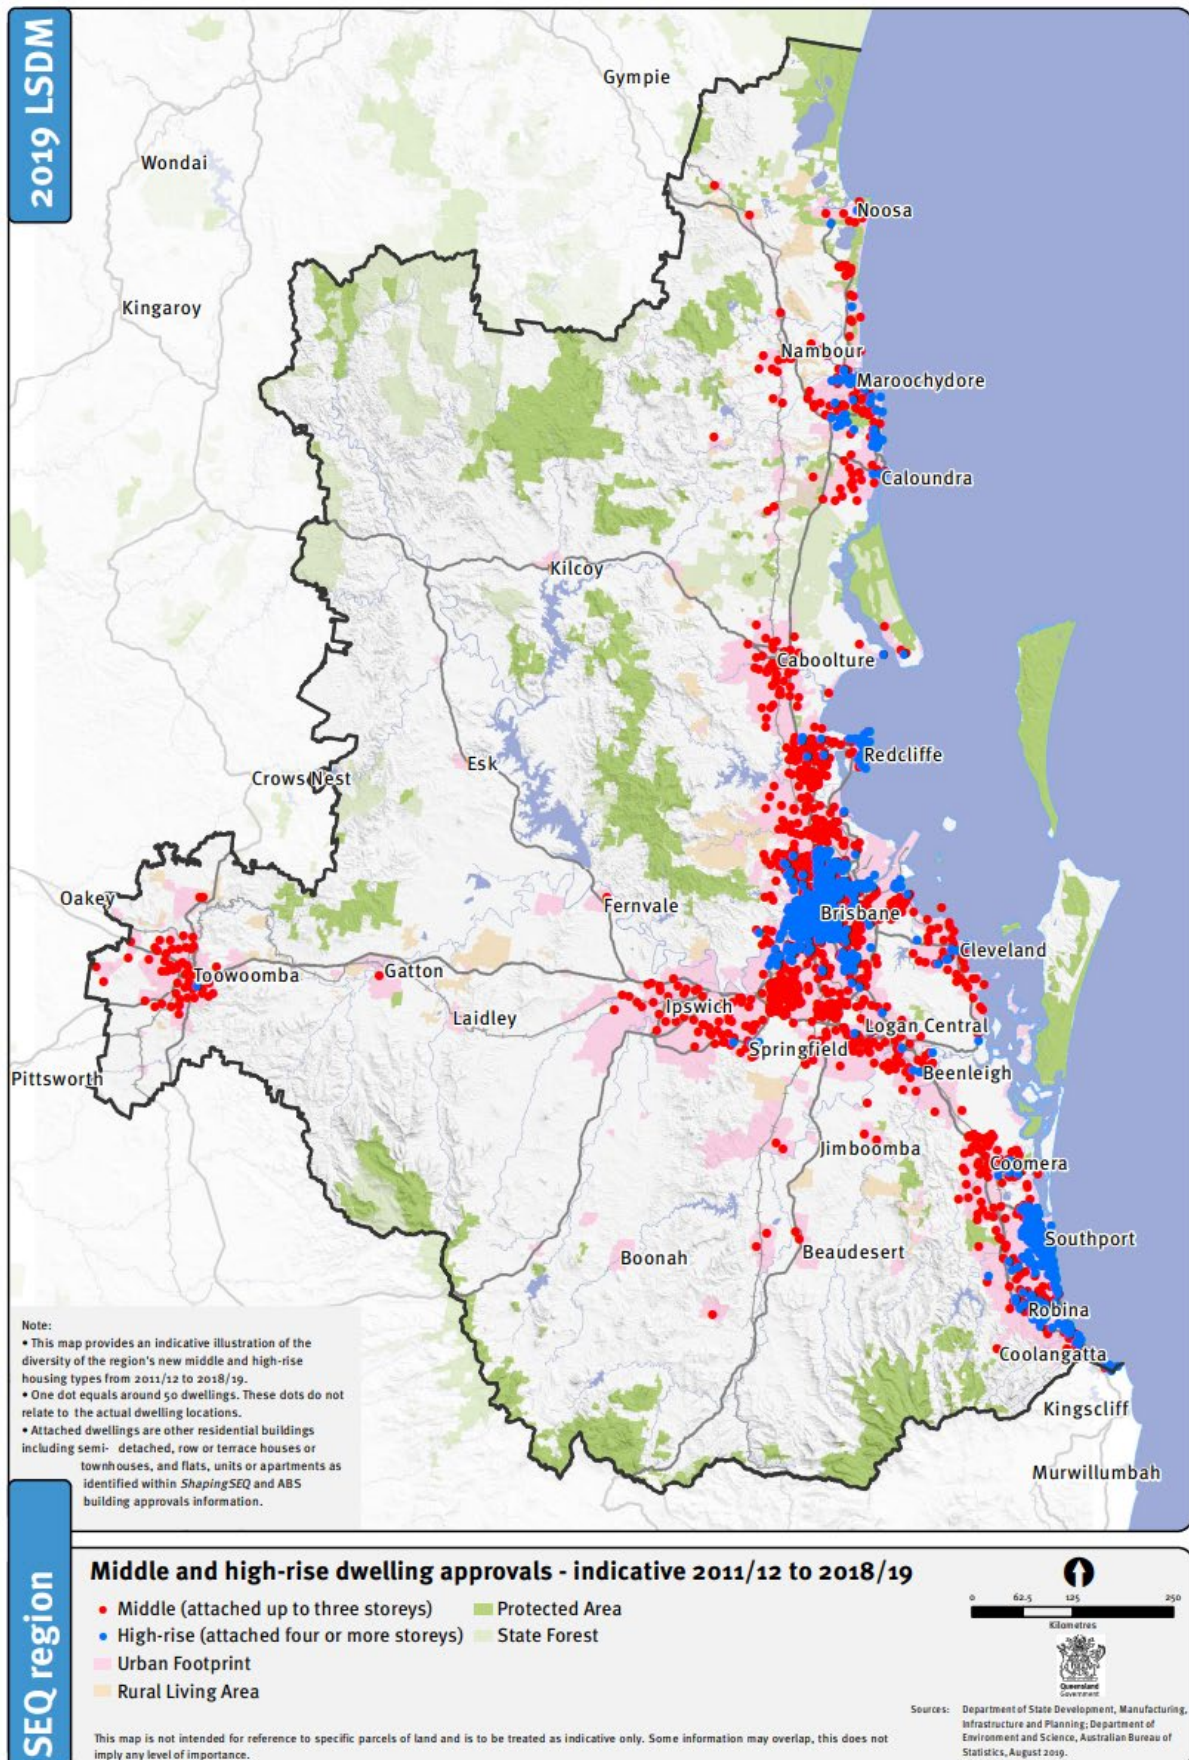 2019 LSDM
Gympie
Wondai
Noosa
Kingaroy
Nambour
Maroochydore
Caloundra
Kilcoy
Caboolture
Redcliffe
Esk
Crows Nest
Oakey
Fernvale
Brisbane
Cleveland
Toowoomba
Gatton
Ipswich
Laidley
Logan Central
Springfield
Beenleigh
Pittsworth
Jimboomba
Coomera
Southport
Boonah
Beaudesert
Robina
Coolangatta
Kingscliff
Murwillumbah
Note:
• This map provides an indicative illustration of the
diversity of the region's new middle and high-rise
housing types from 2011/12 to 2018/19.
• One dot equals around 50 dwellings. These dots do not
relate to the actual dwelling locations.
• Attached dwellings are other residential buildings
including semi- detached, row or terrace houses or
townhouses, and flats, units or apartments as
identified within ShapingSEQ and ABS
building approvals information.
SEQ region
Middle and high-rise dwelling approvals - indicative 2011/12 to 2018/19
Middle (attached up to three storeys)
High-rise (attached four or more storeys)
Urban Footprint
Rural Living Area
Protected Area
State Forest
0 62.5 125 250
Kilometres
Queensland
Government
Sources: Department of State Development, Manufacturing,
Infrastructure and Planning; Department of
Environment and Science, Australian Bureau of
Statistics, August 2019.
This map is not intended for reference to specific parcels of land and is to be treated as indicative only. Some information may overlap, this does not
imply any level of importance.